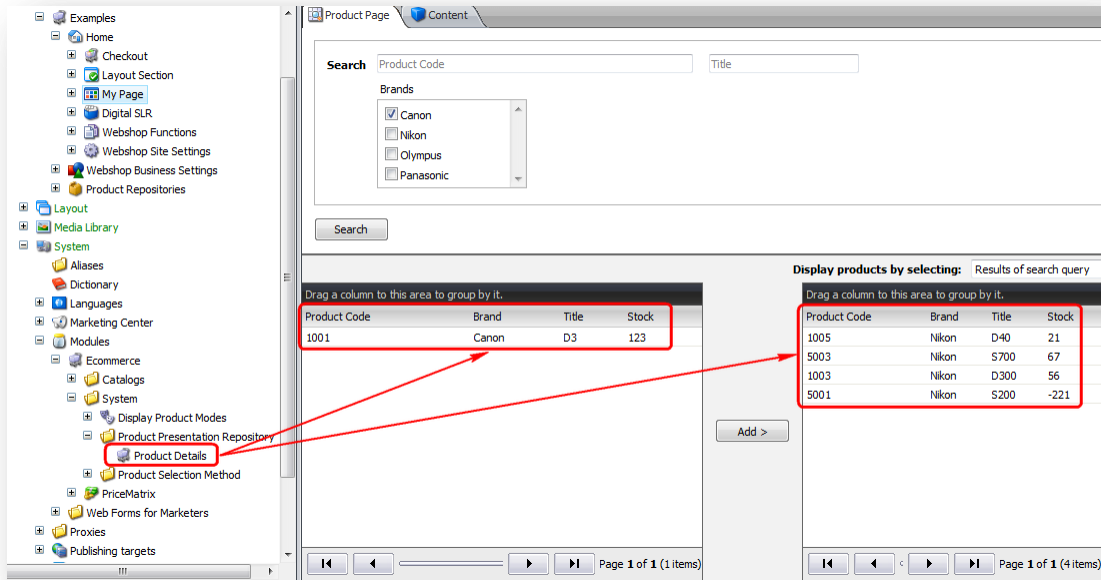 Examples
Home
Checkout
Layout Section
My Page
Digital SLR
Webshop Functions
Webshop Site Settings
Webshop Business Settings
Product Repositories
Layout
Media Library
System
Aliases
Dictionary
Languages
Marketing Center
Modules
Ecommerce
Catalogs
System
Display Product Modes
Product Presentation Repository
Product Details
Product Selection Method
PriceMatrix
Web Forms for Marketers
Proxies
Publishing targets
Product Page Content
Search Product Code Title
Brands
Canon
Nikon
Olympus
Panasonic
Search
Drag a column to this area to group by it.
Product Code Brand Title Stock
1001 Canon D3 123
Page 1 of 1 (1 items)
Add >
Display products by selecting: Results of search query
Drag a column to this area to group by it.
Product Code Brand Title Stock
1005 Nikon D40 21
5003 Nikon S700 67
1003 Nikon D300 56
5001 Nikon S200 -221
Page 1 of 1 (4 items)